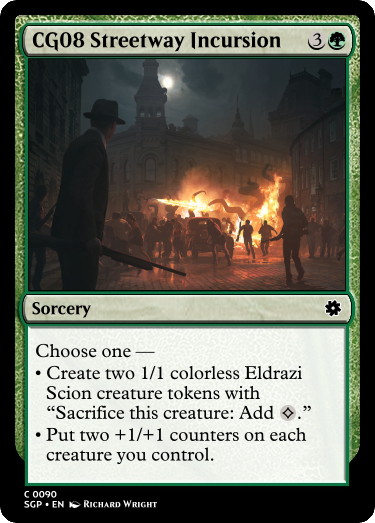 CG08 Streetway Incursion 3
Sorcery
Choose one —
• Create two 1/1 colorless Eldrazi
Scion creature tokens with
“Sacrifice this creature: Add .”
• Put two +1/+1 counters on each
creature you control.
C 0090
SGP • EN Richard Wright